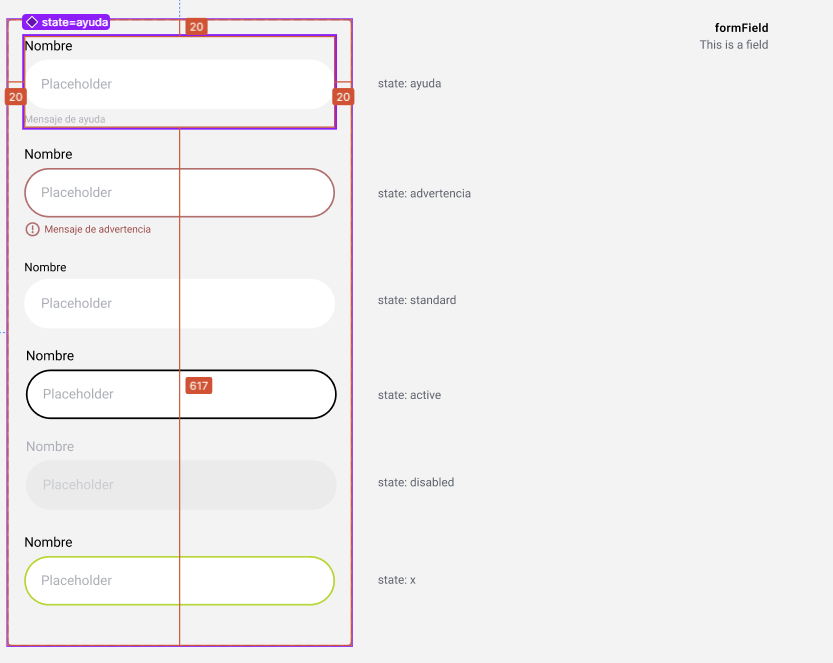 state=ayuda
20
formField
This is a field
Nombre
Placeholder
state: ayuda
20
20
Mensaje de ayuda
Nombre
Placeholder
state: advertencia
Mensaje de advertencia
Nombre
Placeholder
state: standard
Nombre
617
Placeholder
state: active
Nombre
Placeholder
state: disabled
Nombre
Placeholder
state: x